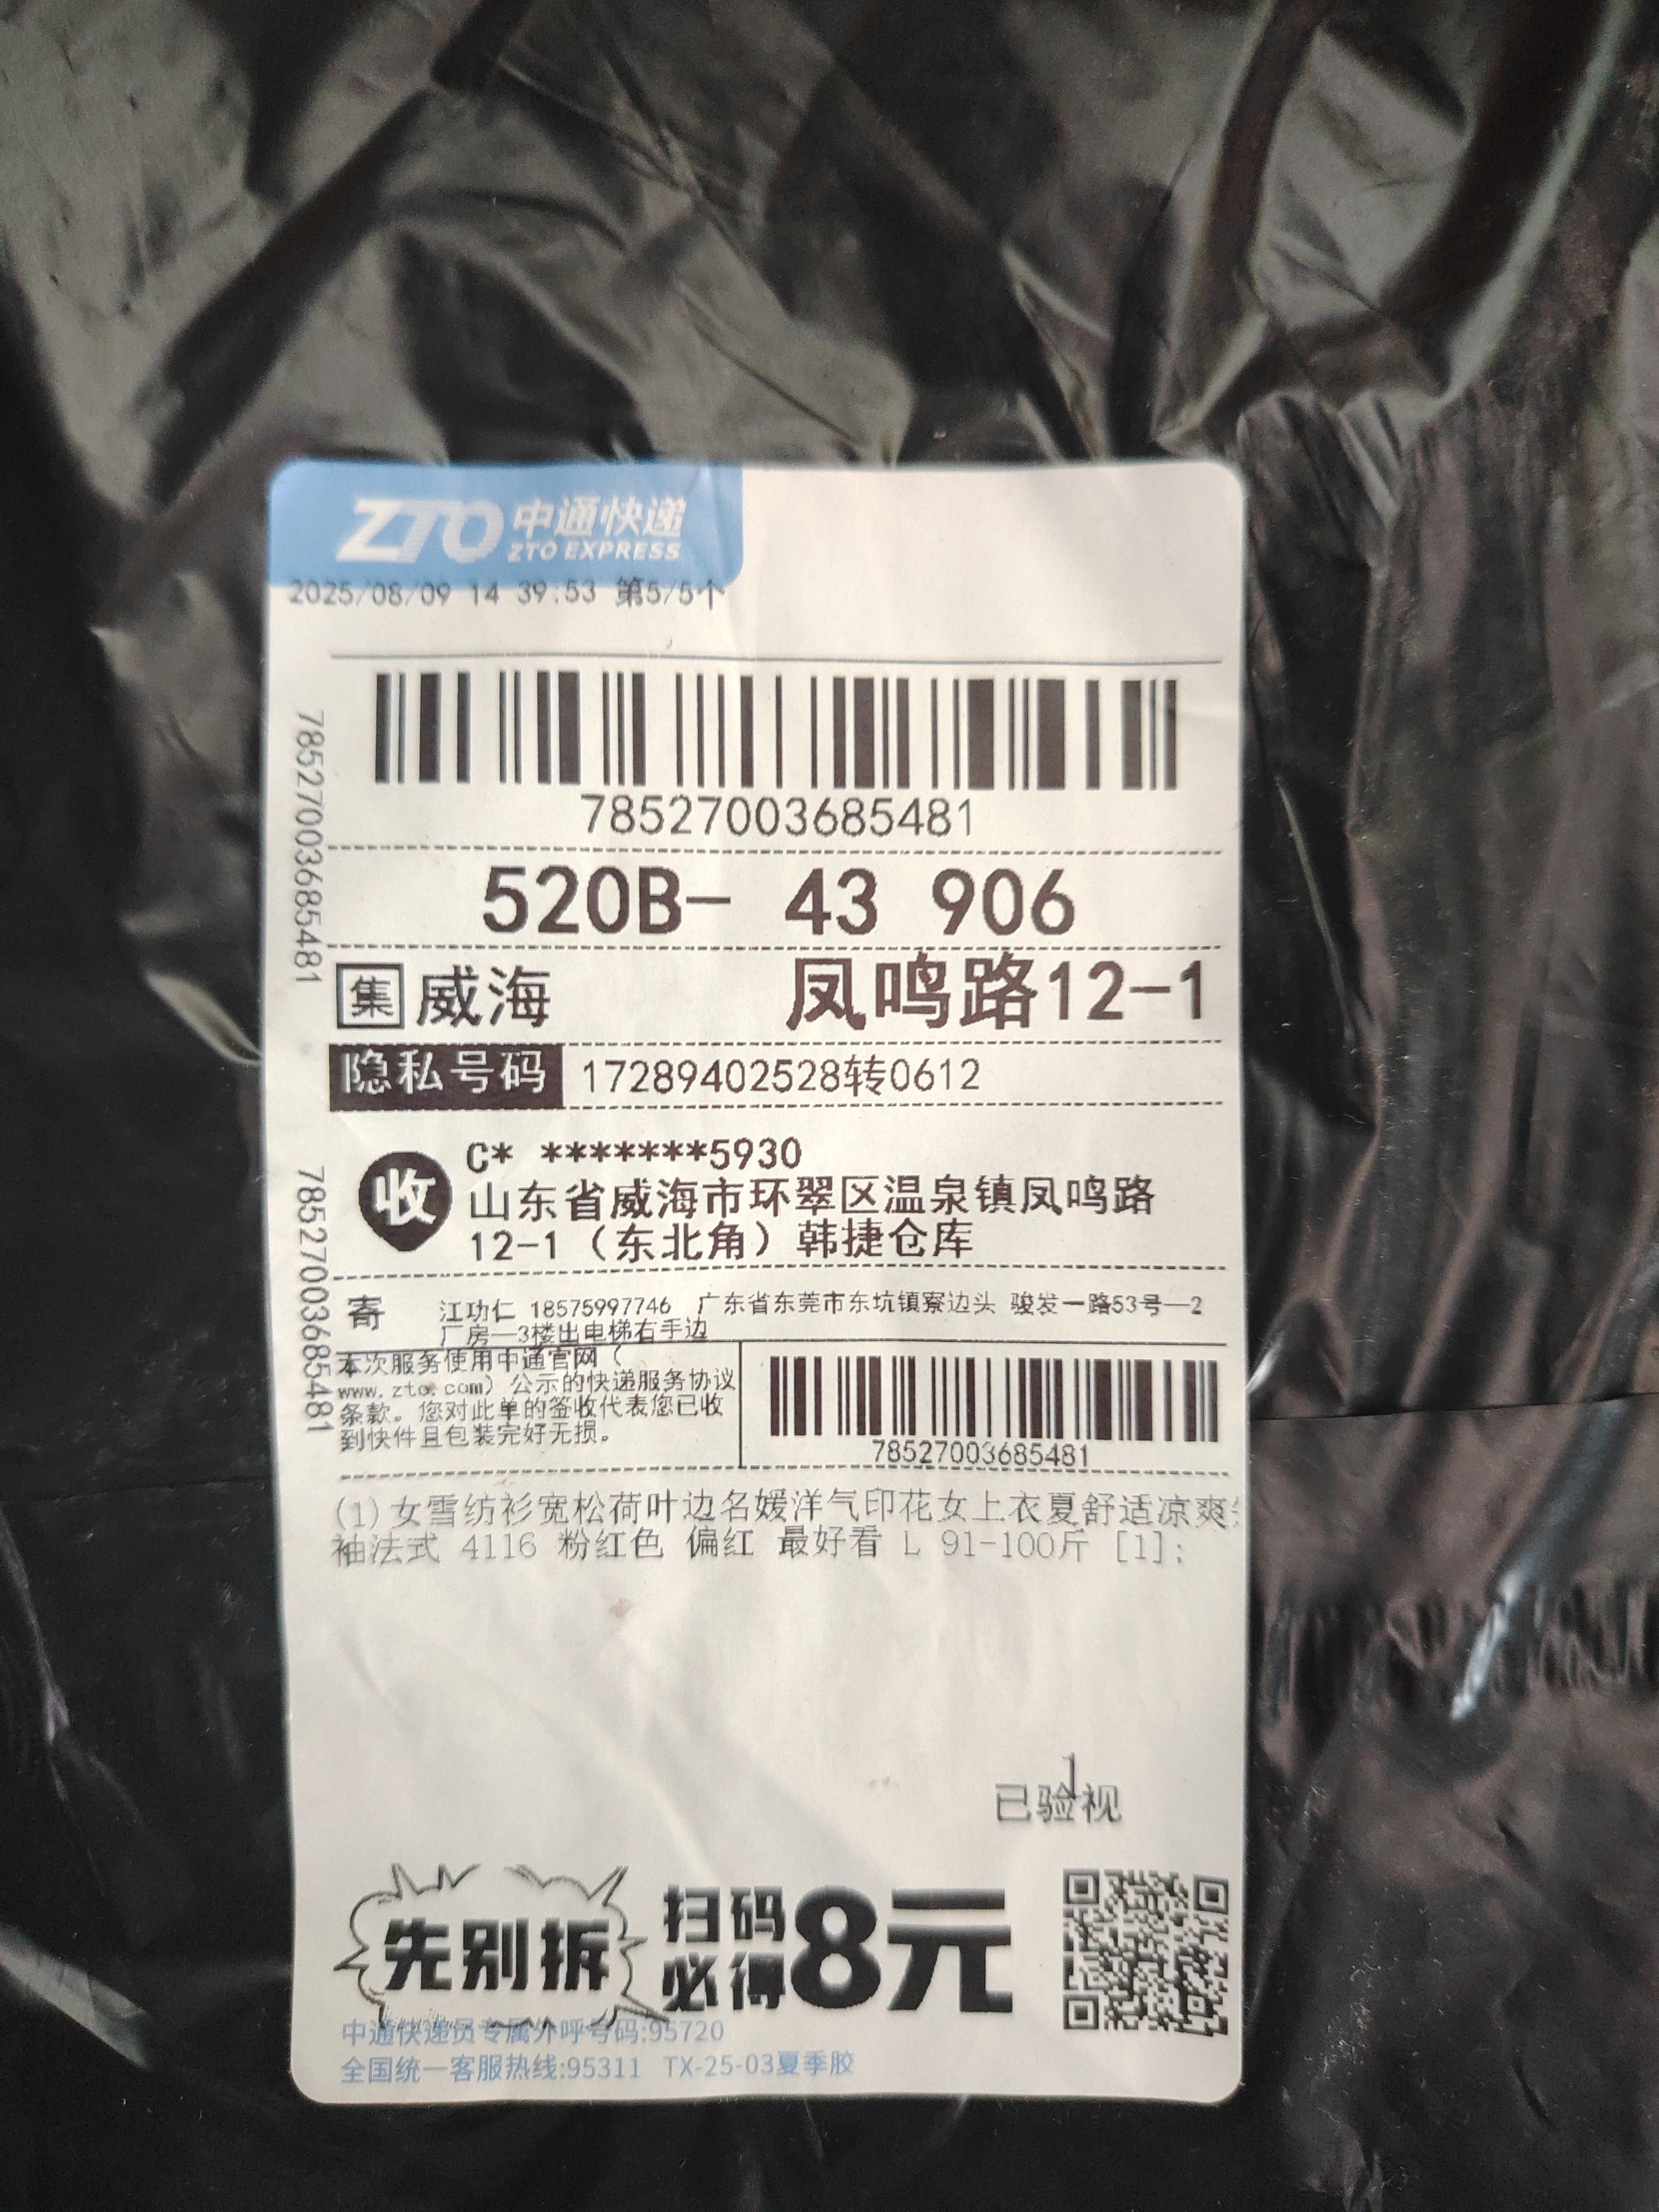 ZTO 中通快递
ZTO EXPRESS
2025/08/09 14 39:53 第5/5个
78527003685481
78527003685481
520B- 43 906
集 威海 凤鸣路12-1
隐私号码 17289402528转0612
收 C* *******5930
山东省威海市环翠区温泉镇凤鸣路
12-1（东北角）韩捷仓库
78527003685481
寄 江功仁 18575997746 广东省东莞市东坑镇寮边头 骏发一路53号—2
厂房—3楼出电梯右手边
本次服务使用中通官网（
www.zto.com）公示的快递服务协议
条款。您对此单的签收代表您已收
到快件且包装完好无损。
78527003685481
(1)女雪纺衫宽松荷叶边名媛洋气印花女上衣夏舒适凉爽
袖法式 4116 粉红色 偏红 最好看 L 91-100斤 [1];
1
已验视
先别拆 扫码
必得 8元
中通快递员专属外呼号码:95720
全国统一客服热线:95311 TX-25-03夏季胶